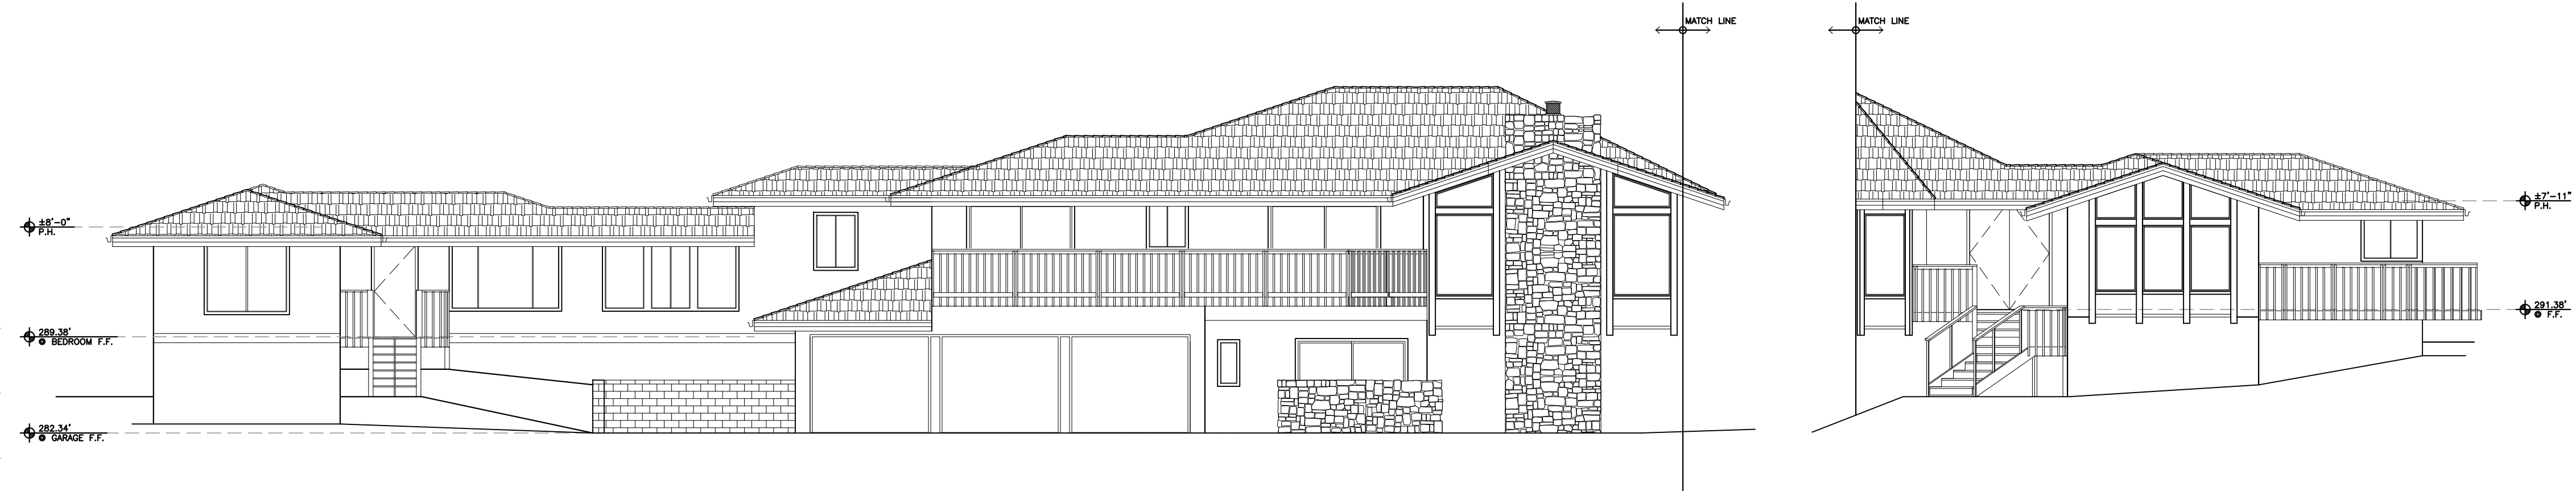 MATCH LINE
MATCH LINE
±8'-0"
P.H.
289.38'
@ BEDROOM F.F.
282.34'
@ GARAGE F.F.
±7'-11"
P.H.
291.38'
@ F.F.